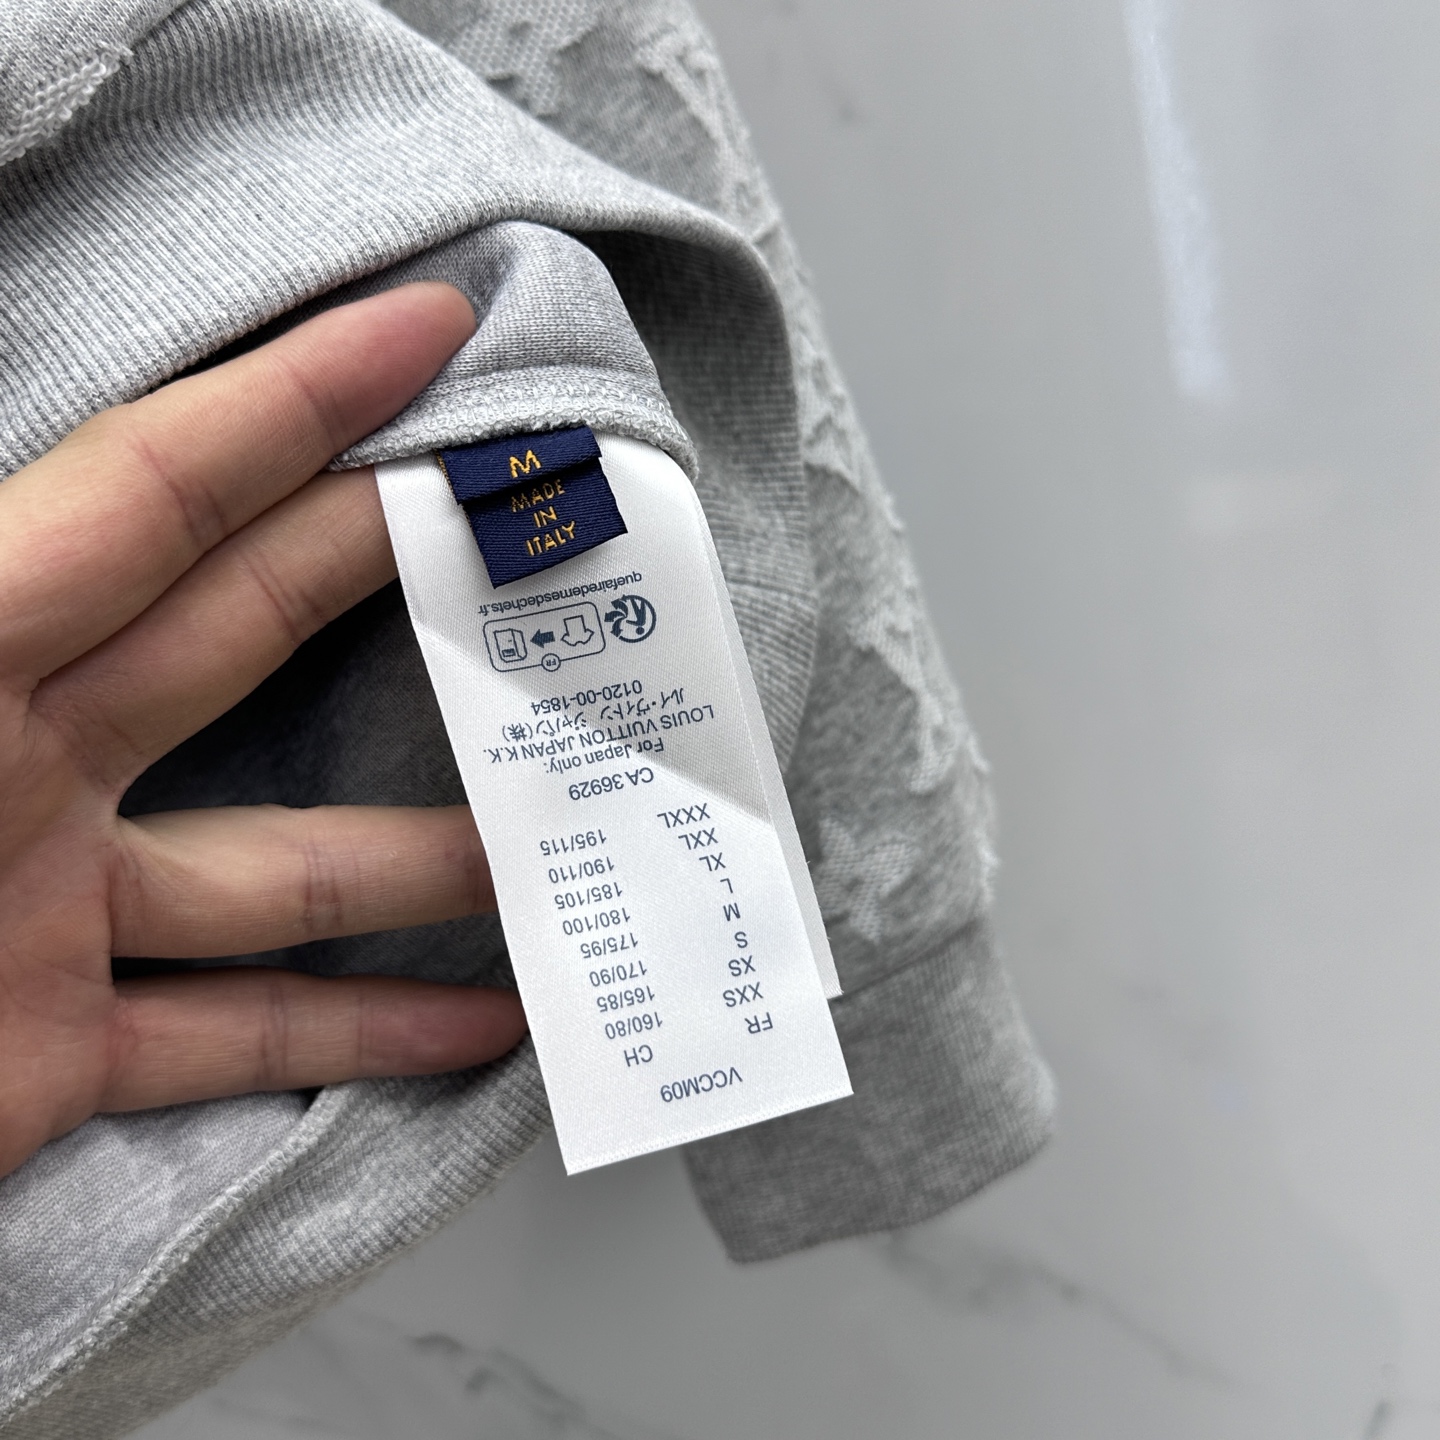 M
MADE
IN
ITALY
VCCM09
FR CH
XXS 160/80
XS 165/85
S 170/90
M 175/95
L 180/100
XL 185/105
XXL 190/110
XXXL 195/115
CA 36929
For Japan only:
LOUIS VUITTON JAPAN K.K.
ルイ・ヴィトン ジャパン(株)
0120-00-1854
FR
quefairedemesdechets.fr